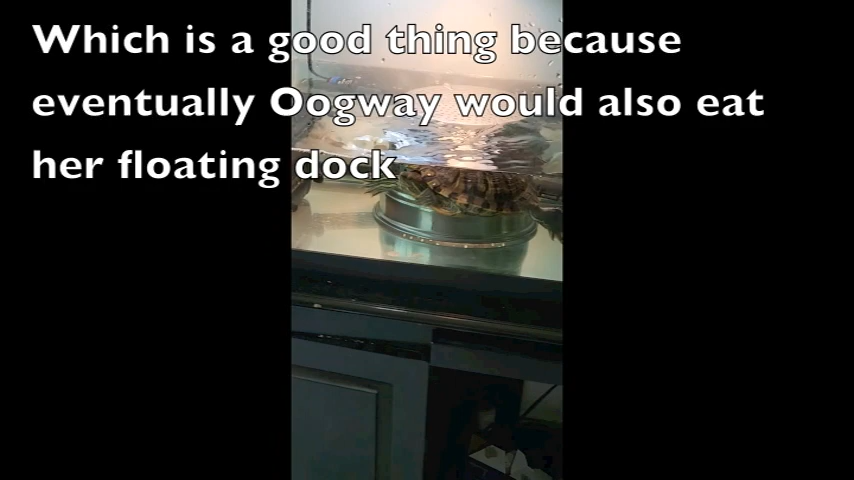 Which is a good thing because
eventually Oogway would also eat
her floating dock